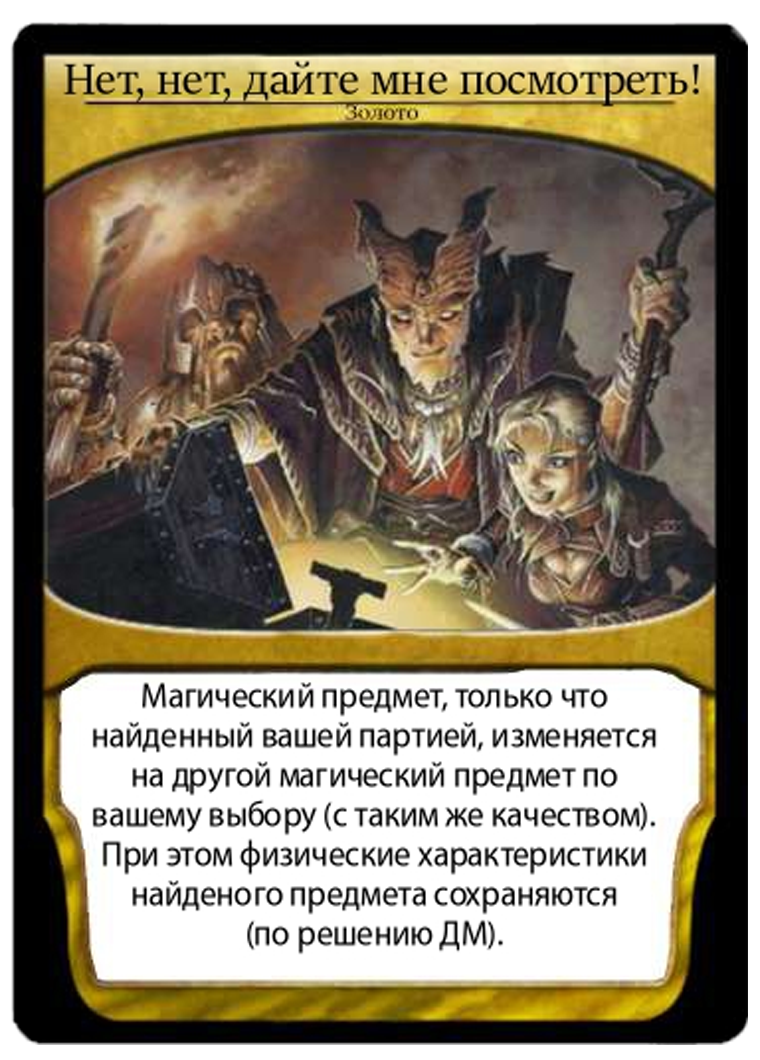 Нет, нет, дайте мне посмотреть!
Золото
Магический предмет, только что
найденный вашей партией, изменяется
на другой магический предмет по
вашему выбору (с таким же качеством).
При этом физические характеристики
найденого предмета сохраняются
(по решению ДМ).